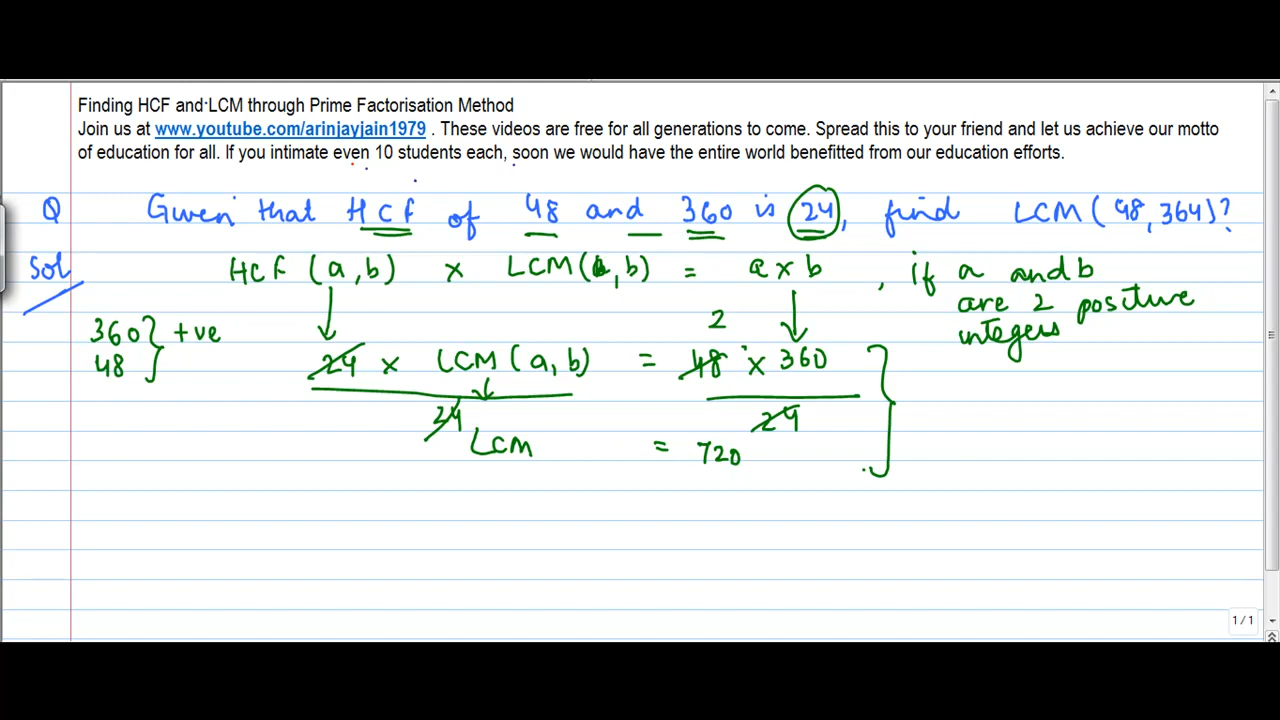 Finding HCF and LCM through Prime Factorisation Method
Join us at www.youtube.com/arinjayjain1979 . These videos are free for all generations to come. Spread this to your friend and let us achieve our motto
of education for all. If you intimate even 10 students each, soon we would have the entire world benefitted from our education efforts.
Q Given that HCF of 48 and 360 is 24, find LCM(48,364)?
Sol HCF (a,b) x LCM(a,b) = a x b , if a and b
are 2 positive
integers
360 } +ve
48
2
24 x LCM(a,b) = 48 x 360
24 24
LCM = 720
1/1